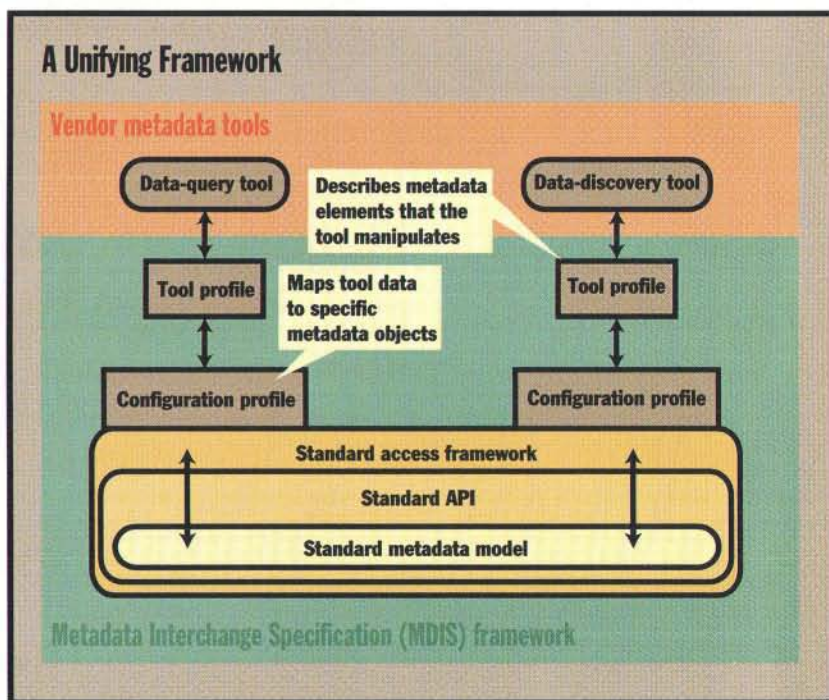 A Unifying Framework
Vendor metadata tools
Data-query tool
Describes metadata
elements that the
tool manipulates
Data-discovery tool
Tool profile
Maps tool data
to specific
metadata objects
Tool profile
Configuration profile
Configuration profile
Standard access framework
Standard API
Standard metadata model
Metadata Interchange Specification (MDIS) framework